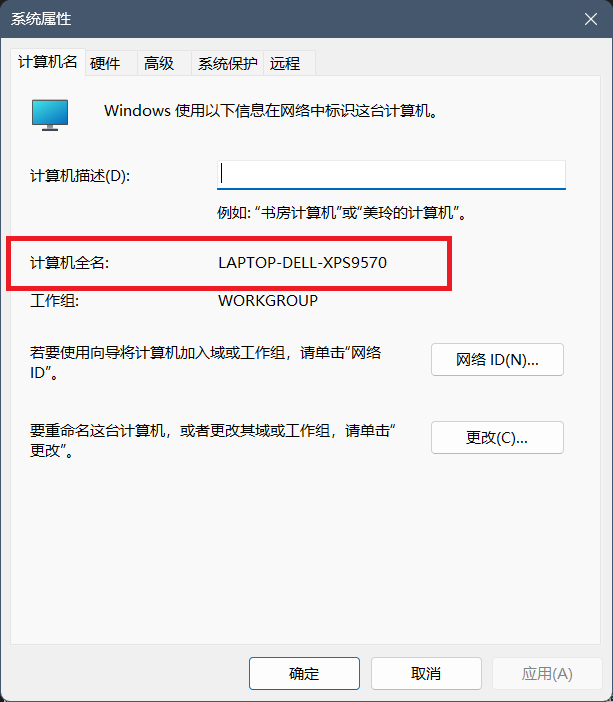 系统属性
计算机名 硬件 高级 系统保护 远程
Windows 使用以下信息在网络中标识这台计算机。
计算机描述(D):
例如: “书房计算机”或“美玲的计算机”。
计算机全名: LAPTOP-DELL-XPS9570
工作组: WORKGROUP
若要使用向导将计算机加入域或工作组，请单击“网络
ID”。
网络 ID(N)...
要重命名这台计算机，或者更改其域或工作组，请单击“
更改”。
更改(C)...
确定 取消 应用(A)